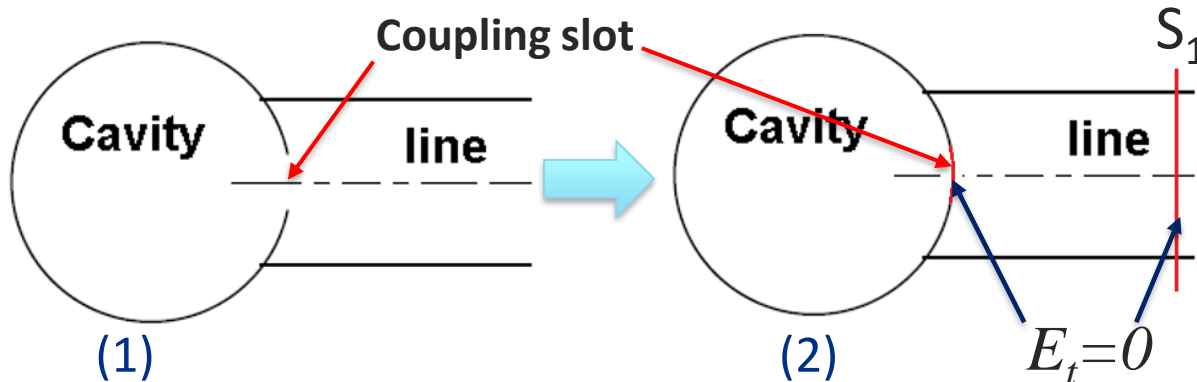 Coupling slot
S₁
Cavity
line
Cavity
line
(1)
(2)
Eₜ=0